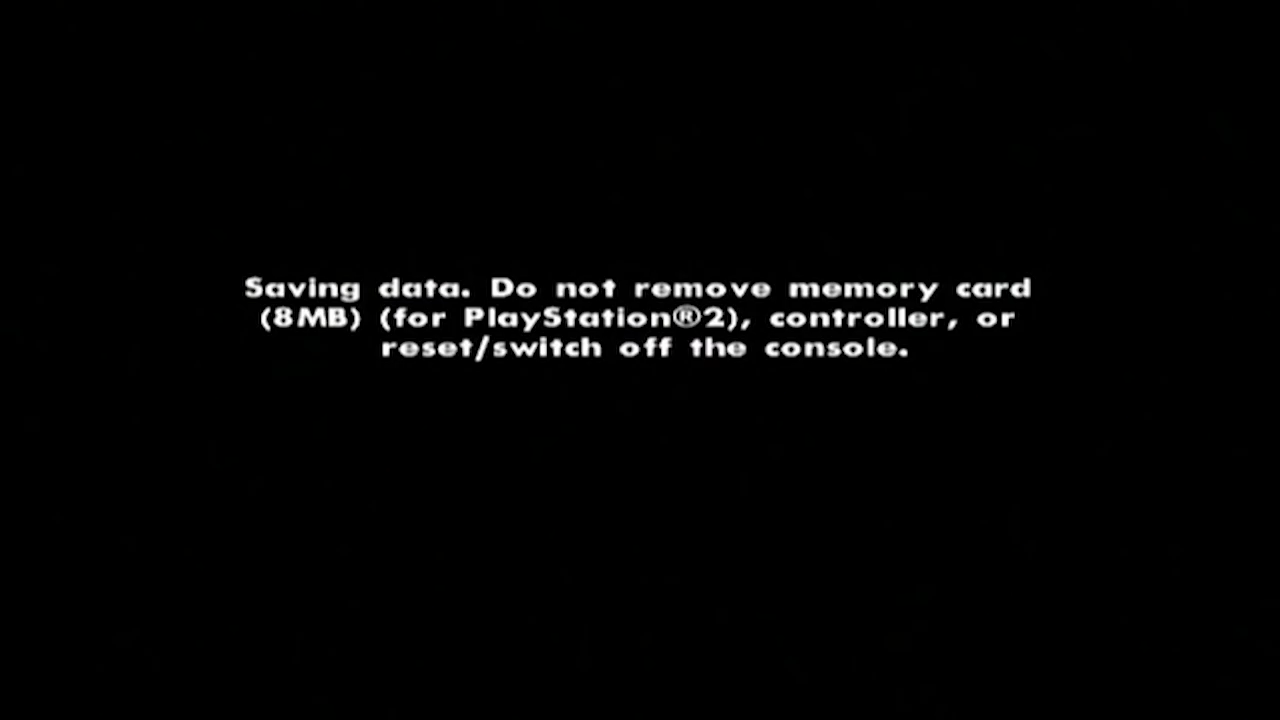 Saving data. Do not remove memory card
(8MB) (for PlayStation®2), controller, or
reset/switch off the console.